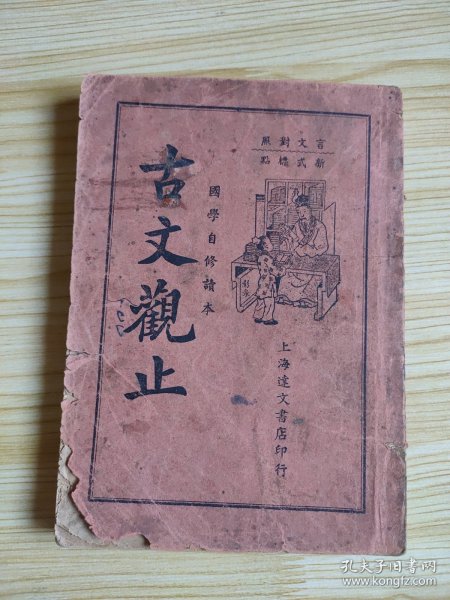 言文對照
新式標點
上海達文書店印行
國學自修讀本
古文觀止
孔夫子旧书网
www.kongfz.com